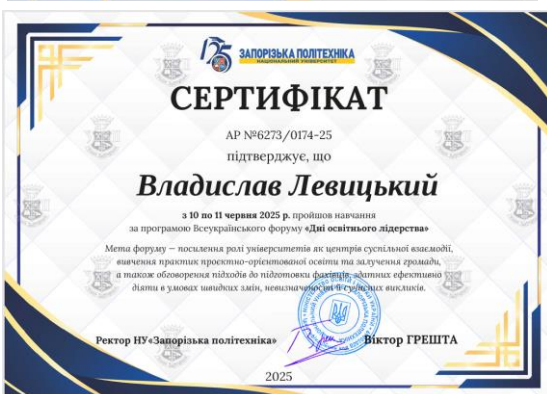 125
ЗАПОРІЗЬКА ПОЛІТЕХНІКА
НАЦІОНАЛЬНИЙ УНІВЕРСИТЕТ
СЕРТИФІКАТ
АР №6273/0174-25
підтверджує, що
Владислав Левицький
з 10 по 11 червня 2025 р. пройшов навчання
за програмою Всеукраїнського форуму «Дні освітнього лідерства»
Мета форуму — посилення ролі університетів як центрів суспільної взаємодії,
вивчення практик проєктно-орієнтованої освіти та залучення громади,
а також обговорення підходів до підготовки фахівців, здатних ефективно
діяти в умовах швидких змін, невизначеності й сучасних викликів.
Ректор НУ«Запорізька політехніка» Віктор ГРЕШТА
2025